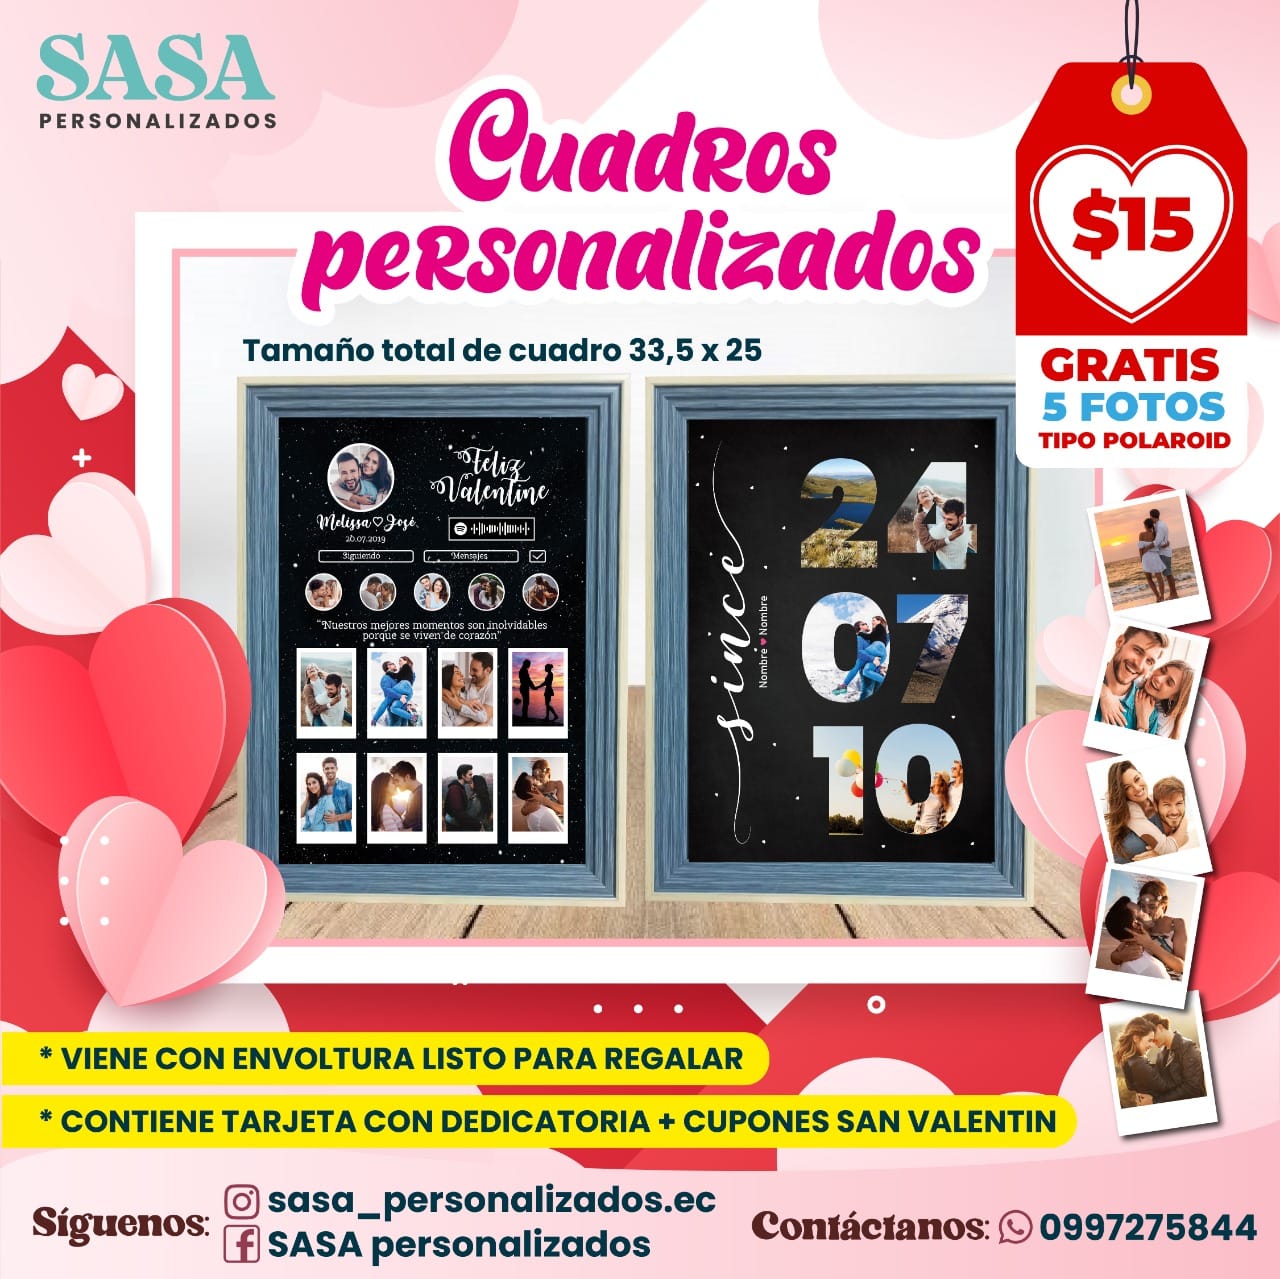 SASA
PERSONALIZADOS
Cuadros
personalizados
$15
GRATIS
5 FOTOS
TIPO POLAROID
Tamaño total de cuadro 33,5 x 25
Feliz
Valentine
Melissa ♡ José
26.07.2019
Siguiendo
Mensajes
"Nuestros mejores momentos son inolvidables
porque se viven de corazón"
since
Nombre ♥ Nombre
24
07
10
* VIENE CON ENVOLTURA LISTO PARA REGALAR
* CONTIENE TARJETA CON DEDICATORIA + CUPONES SAN VALENTIN
Síguenos:
sasa_personalizados.ec
SASA personalizados
Contáctanos:
0997275844